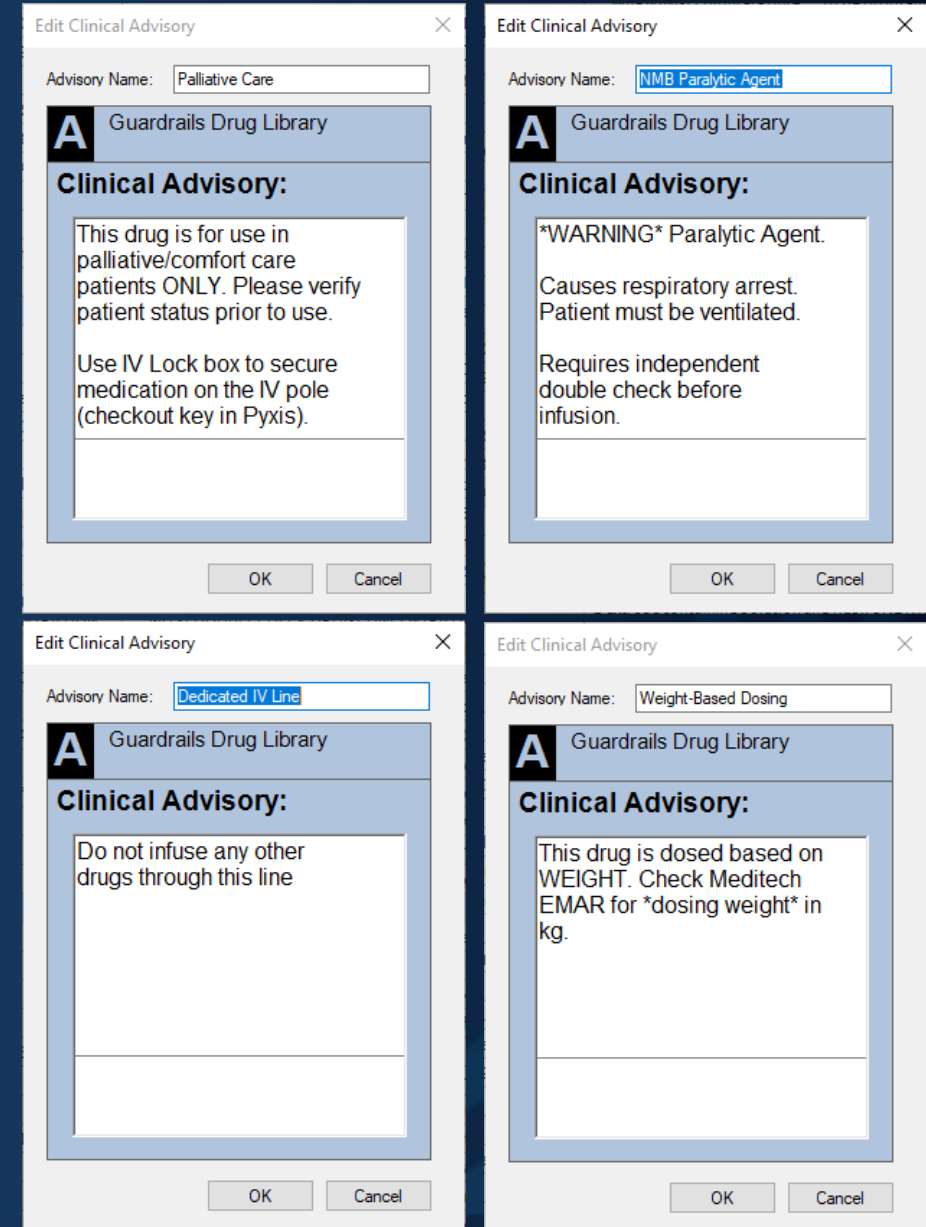 Edit Clinical Advisory
Advisory Name: Palliative Care
A Guardrails Drug Library
Clinical Advisory:
This drug is for use in
palliative/comfort care
patients ONLY. Please verify
patient status prior to use.
Use IV Lock box to secure
medication on the IV pole
(checkout key in Pyxis).
OK Cancel
Edit Clinical Advisory
Advisory Name: NMB Paralytic Agent
A Guardrails Drug Library
Clinical Advisory:
*WARNING* Paralytic Agent.
Causes respiratory arrest.
Patient must be ventilated.
Requires independent
double check before
infusion.
OK Cancel
Edit Clinical Advisory
Advisory Name: Dedicated IV Line
A Guardrails Drug Library
Clinical Advisory:
Do not infuse any other
drugs through this line
OK Cancel
Edit Clinical Advisory
Advisory Name: Weight-Based Dosing
A Guardrails Drug Library
Clinical Advisory:
This drug is dosed based on
WEIGHT. Check Meditech
EMAR for *dosing weight* in
kg.
OK Cancel